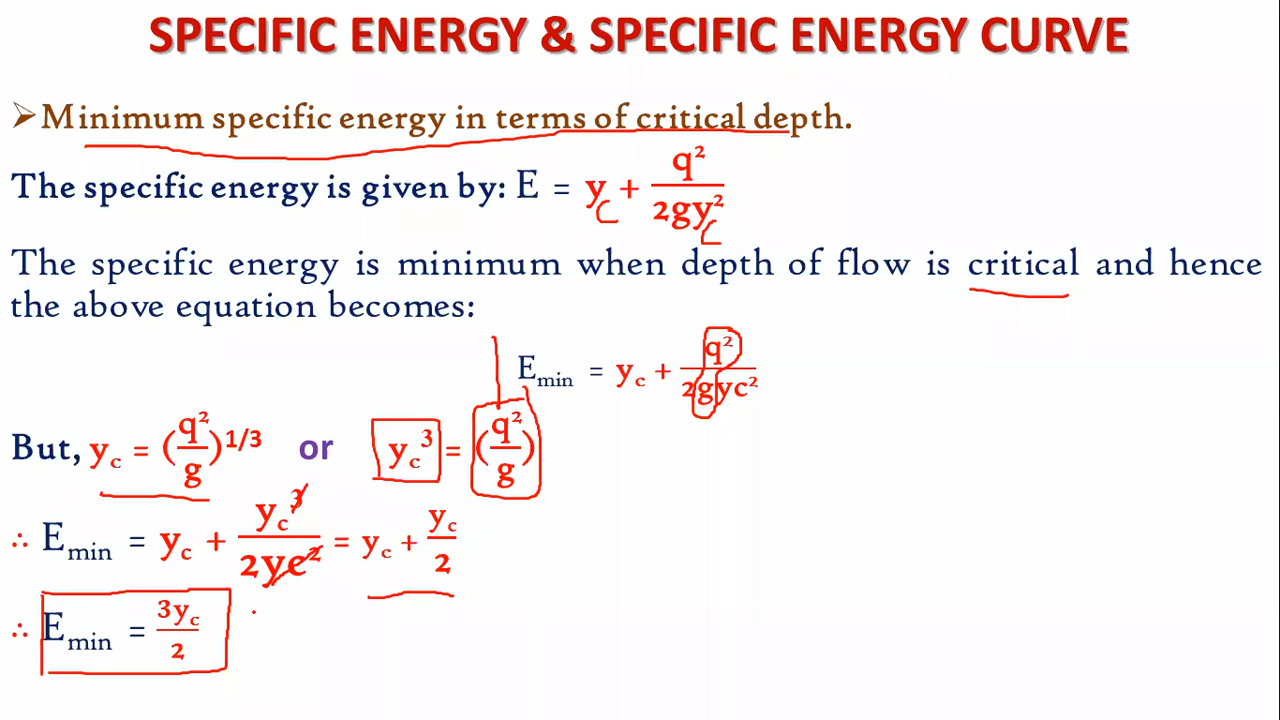 SPECIFIC ENERGY & SPECIFIC ENERGY CURVE
➢Minimum specific energy in terms of critical depth.
The specific energy is given by: E = y + q²/2gy²
c c
The specific energy is minimum when depth of flow is critical and hence
the above equation becomes:
E_min = y_c + q²/2gyc²
But, y_c = (q²/g)^1/3 or y_c³ = (q²/g)
∴ E_min = y_c + y_c³/2yc² = y_c + y_c/2
∴ E_min = 3y_c/2